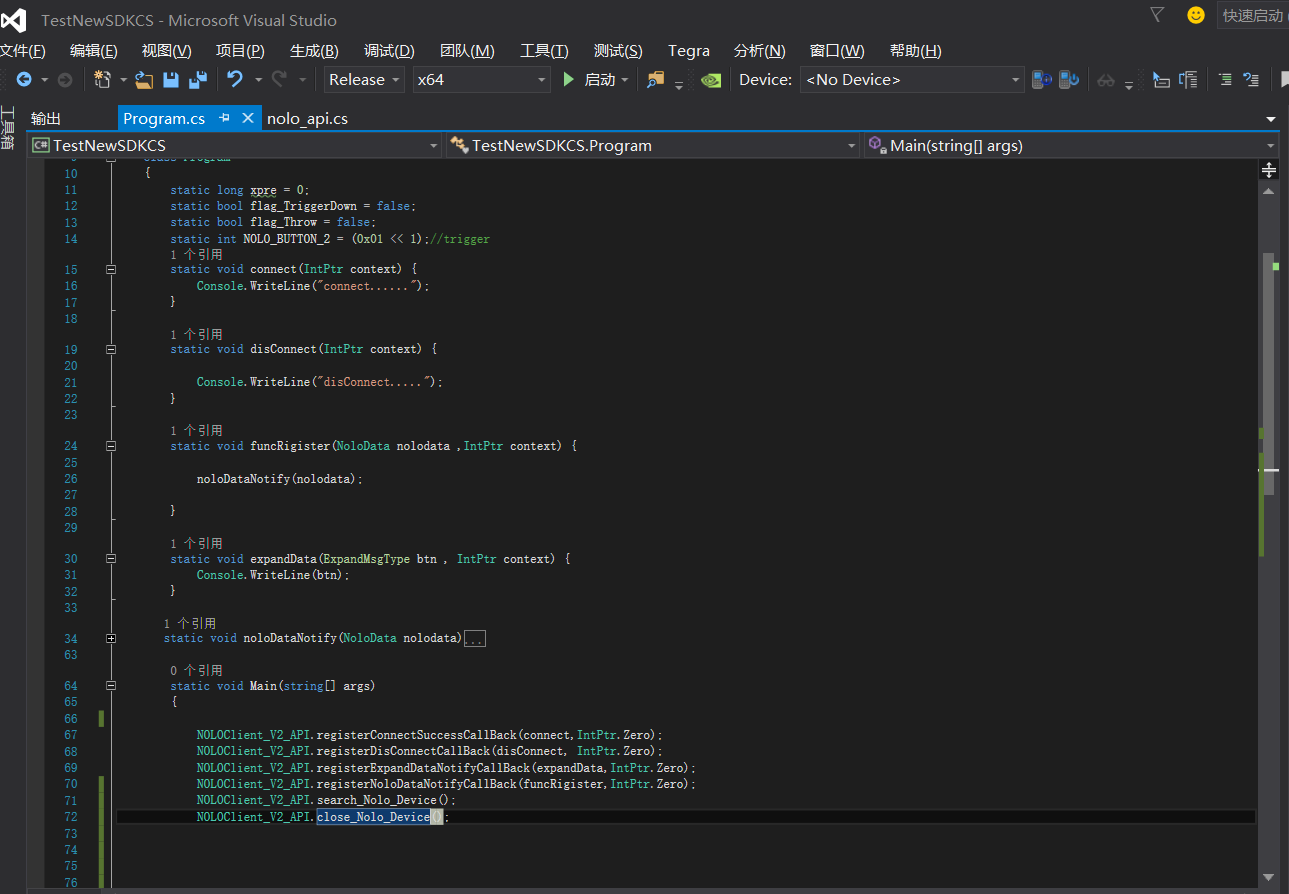 TestNewSDKCS - Microsoft Visual Studio
快速启动
文件(F) 编辑(E) 视图(V) 项目(P) 生成(B) 调试(D) 团队(M) 工具(T) 测试(S) Tegra 分析(N) 窗口(W) 帮助(H)
Release x64 启动 Device: <No Device>
工具箱
输出 Program.cs nolo_api.cs
C# TestNewSDKCS TestNewSDKCS.Program Main(string[] args)
9 class Program
10 {
11 static long xpre = 0;
12 static bool flag_TriggerDown = false;
13 static bool flag_Throw = false;
14 static int NOLO_BUTTON_2 = (0x01 << 1);//trigger
1 个引用
15 static void connect(IntPtr context) {
16 Console.WriteLine("connect......");
17 }
18
1 个引用
19 static void disConnect(IntPtr context) {
20
21 Console.WriteLine("disConnect.....");
22 }
23
1 个引用
24 static void funcRigister(NoloData nolodata ,IntPtr context) {
25
26 noloDataNotify(nolodata);
27
28 }
29
1 个引用
30 static void expandData(ExpandMsgType btn , IntPtr context) {
31 Console.WriteLine(btn);
32 }
33
1 个引用
34 static void noloDataNotify(NoloData nolodata)...
63
0 个引用
64 static void Main(string[] args)
65 {
66
67 NOLOClient_V2_API.registerConnectSuccessCallBack(connect,IntPtr.Zero);
68 NOLOClient_V2_API.registerDisConnectCallBack(disConnect, IntPtr.Zero);
69 NOLOClient_V2_API.registerExpandDataNotifyCallBack(expandData,IntPtr.Zero);
70 NOLOClient_V2_API.registerNoloDataNotifyCallBack(funcRigister,IntPtr.Zero);
71 NOLOClient_V2_API.search_Nolo_Device();
72 NOLOClient_V2_API.close_Nolo_Device();
73
74
75
76